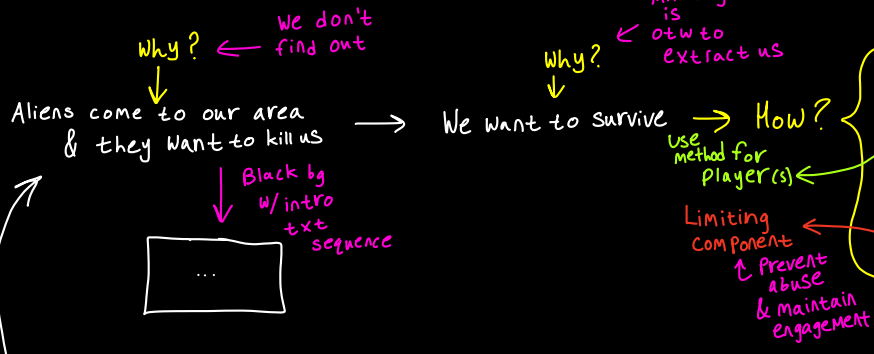 We don't
find out
Why?
is
otw to
extract us
Why?
Aliens come to our area
& they want to kill us
We want to survive
How?
use
method for
player(s)
Black bg
w/intro
txt
sequence
...
Limiting
component
Prevent
abuse
& maintain
engagement